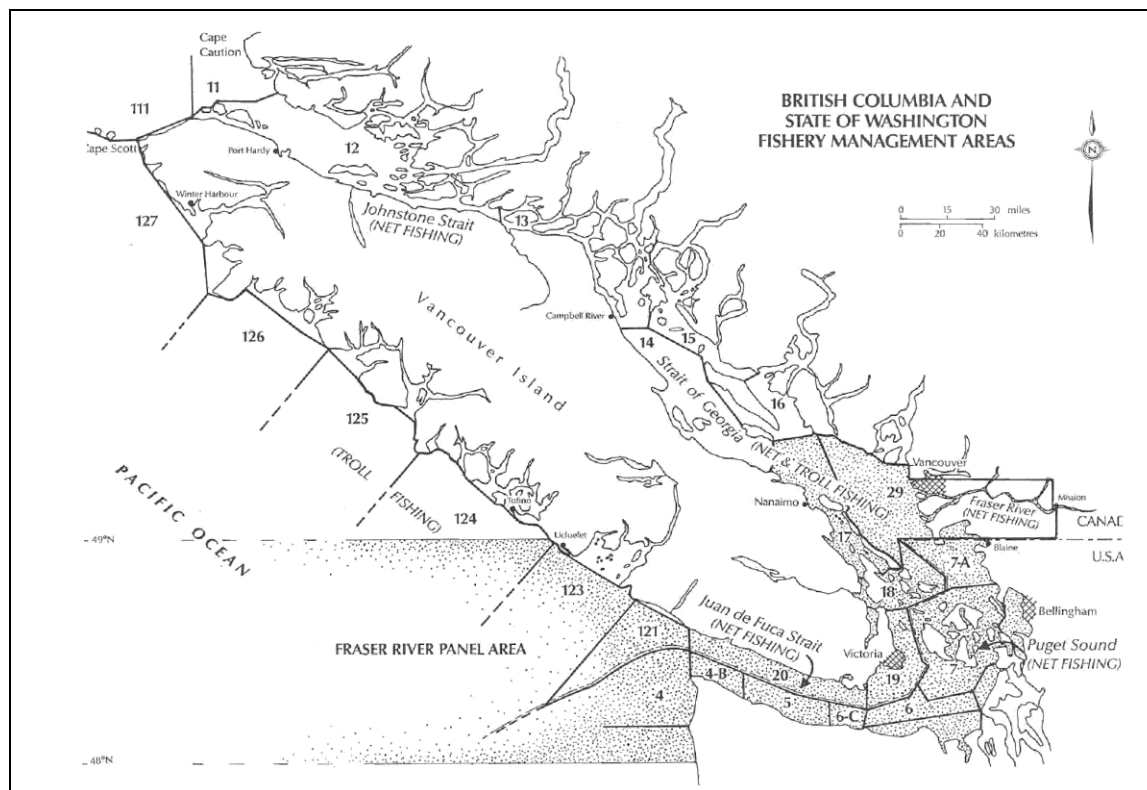 Cape
Caution
11
111
Cape Scott
BRITISH COLUMBIA AND
STATE OF WASHINGTON
FISHERY MANAGEMENT AREAS
N
12
Port Hardy
Winter Harbour
127
Johnstone Strait
(NET FISHING)
13
0 15 30 miles
0 20 40 kilometres
Vancouver Island
Campbell River
126
14
15
Strait of Georgia
(NET & TROLL FISHING)
16
125
(TROLL FISHING)
PACIFIC OCEAN
124
Tofino
Ucluelet
Vancouver
29
Fraser River
(NET FISHING)
Mission
Nanaimo
17
CANAD
U.S.A
49°N
Blaine
7-A
123
18
Bellingham
121
Juan de Fuca Strait
(NET FISHING)
FRASER RIVER PANEL AREA
Victoria
Puget Sound
(NET FISHING)
7
19
20
4-B
4
5
6-C
6
48°N